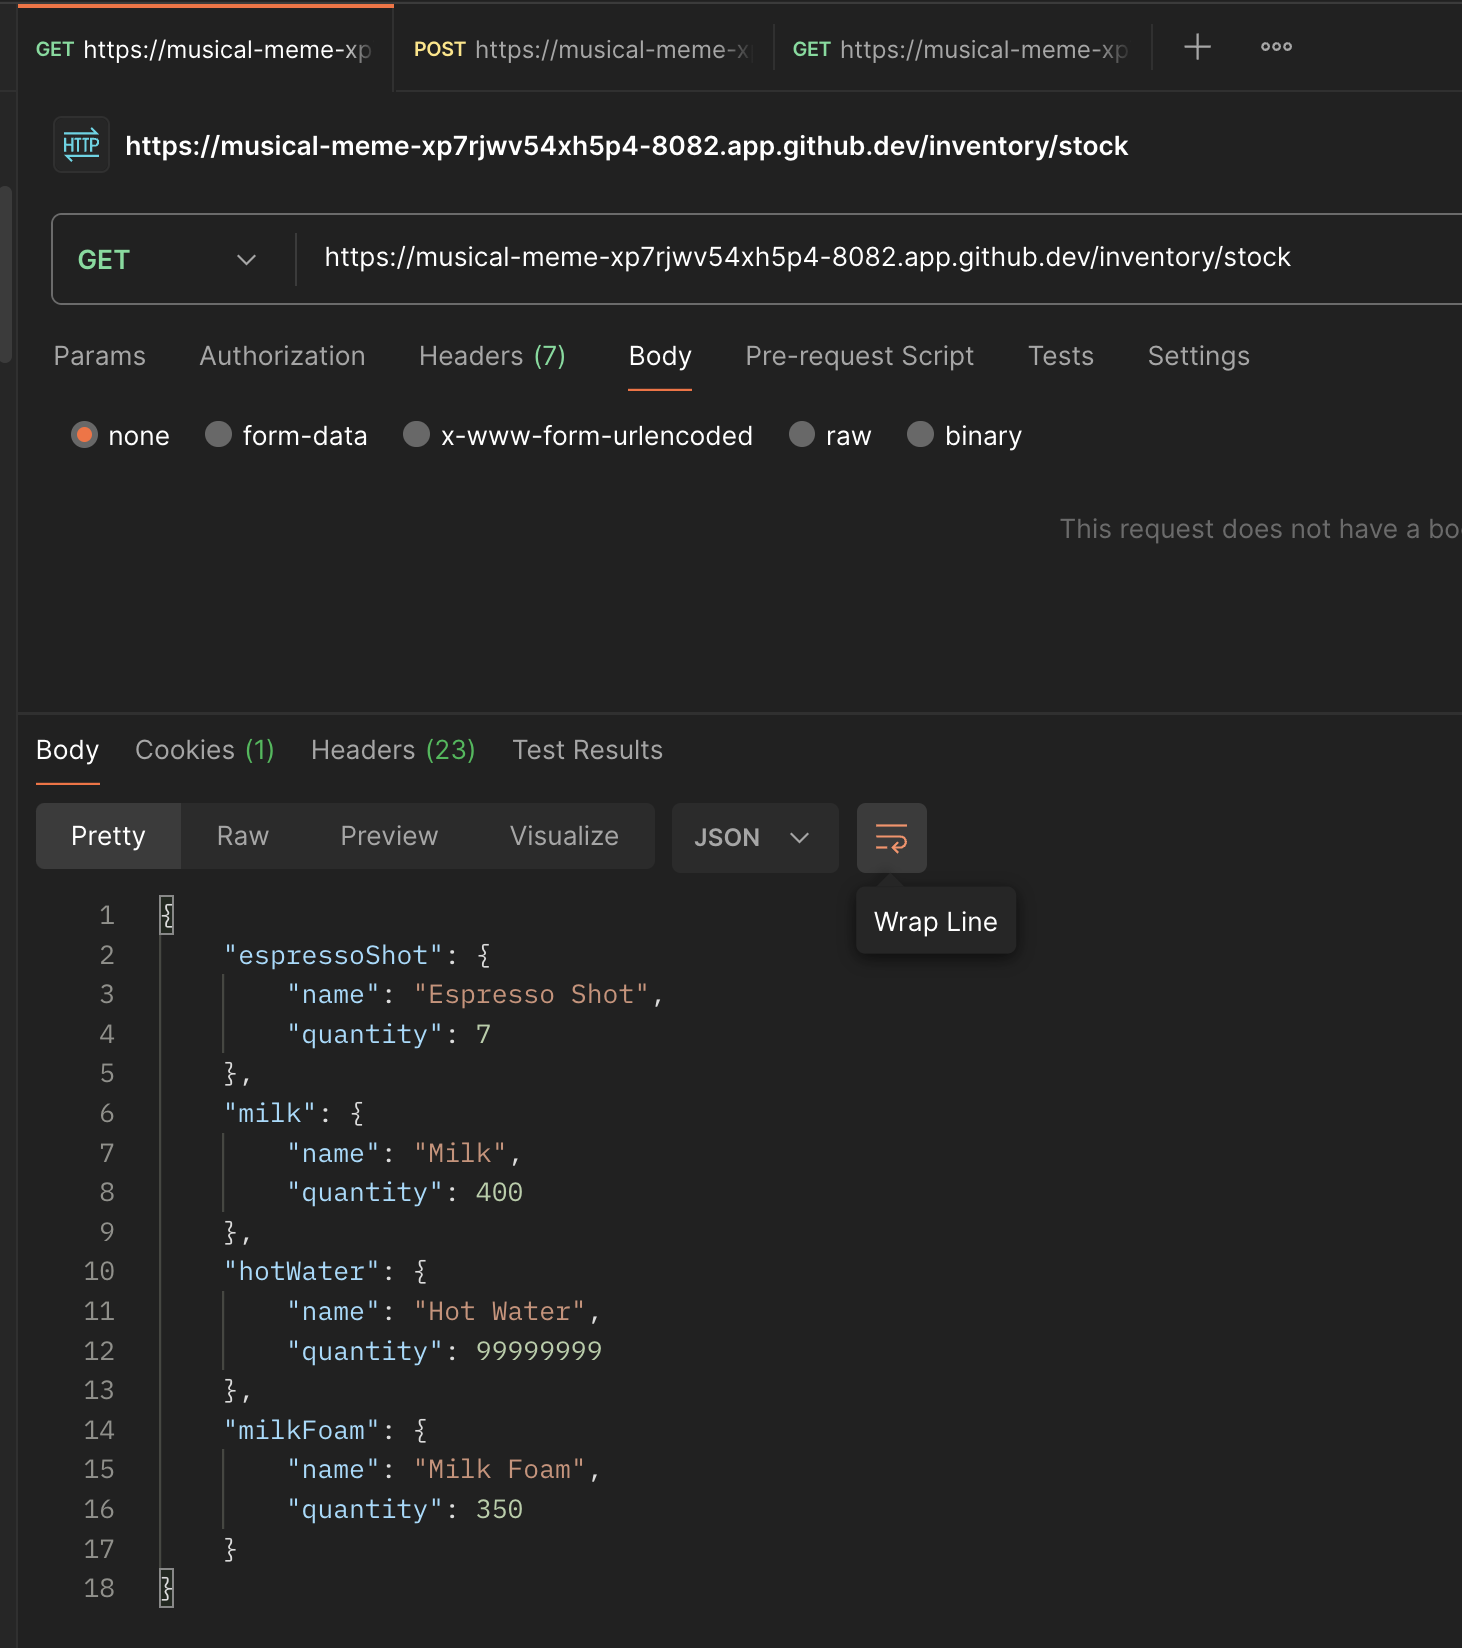 GET https://musical-meme-xp POST https://musical-meme-x GET https://musical-meme-xp
HTTP https://musical-meme-xp7rjwv54xh5p4-8082.app.github.dev/inventory/stock
GET https://musical-meme-xp7rjwv54xh5p4-8082.app.github.dev/inventory/stock
Params Authorization Headers (7) Body Pre-request Script Tests Settings
none form-data x-www-form-urlencoded raw binary
This request does not have a bo
Body Cookies (1) Headers (23) Test Results
Pretty Raw Preview Visualize JSON
Wrap Line
1 {
2 "espressoShot": {
3 "name": "Espresso Shot",
4 "quantity": 7
5 },
6 "milk": {
7 "name": "Milk",
8 "quantity": 400
9 },
10 "hotWater": {
11 "name": "Hot Water",
12 "quantity": 99999999
13 },
14 "milkFoam": {
15 "name": "Milk Foam",
16 "quantity": 350
17 }
18 }